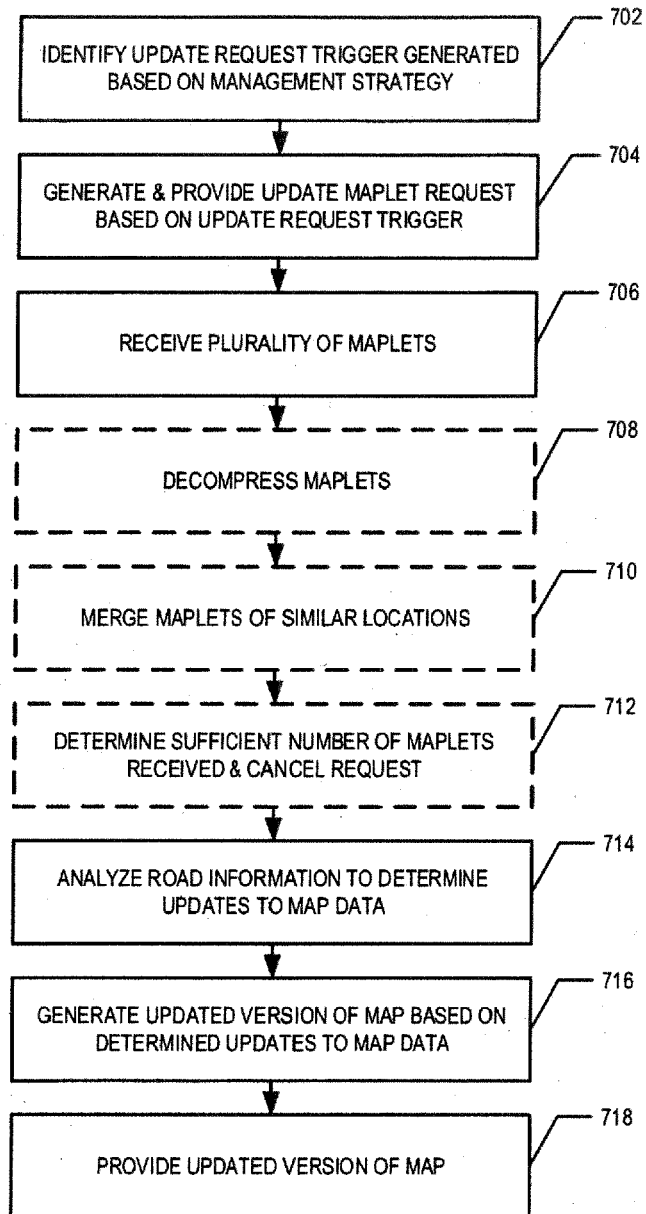 702
IDENTIFY UPDATE REQUEST TRIGGER GENERATED
BASED ON MANAGEMENT STRATEGY
704
GENERATE & PROVIDE UPDATE MAPLET REQUEST
BASED ON UPDATE REQUEST TRIGGER
706
RECEIVE PLURALITY OF MAPLETS
708
DECOMPRESS MAPLETS
710
MERGE MAPLETS OF SIMILAR LOCATIONS
712
DETERMINE SUFFICIENT NUMBER OF MAPLETS
RECEIVED & CANCEL REQUEST
714
ANALYZE ROAD INFORMATION TO DETERMINE
UPDATES TO MAP DATA
716
GENERATE UPDATED VERSION OF MAP BASED ON
DETERMINED UPDATES TO MAP DATA
718
PROVIDE UPDATED VERSION OF MAP